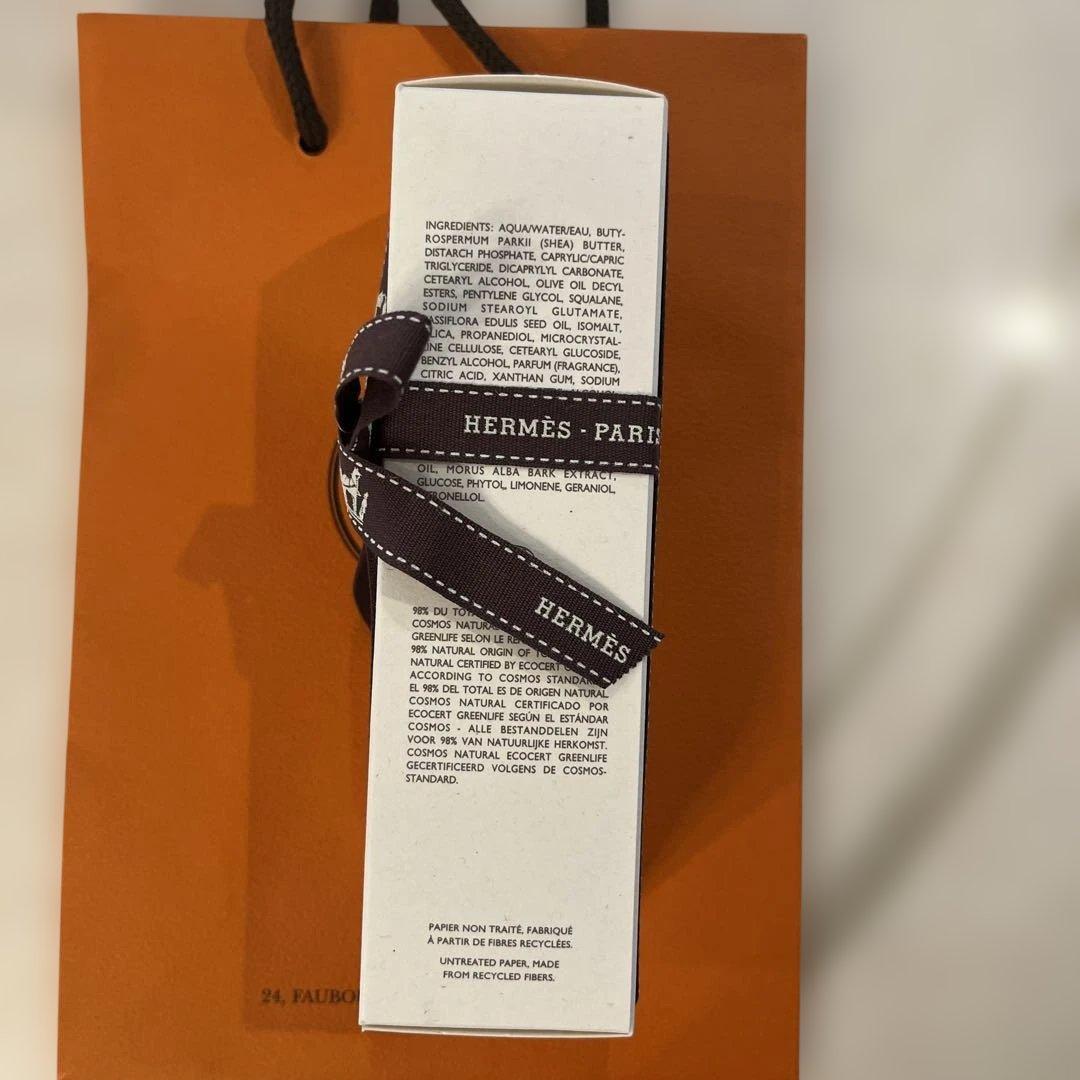 INGREDIENTS: AQUA/WATER/EAU, BUTY-
ROSPERMUM PARKII (SHEA) BUTTER,
DISTARCH PHOSPHATE, CAPRYLIC/CAPRIC
TRIGLYCERIDE, DICAPRYLYL CARBONATE,
CETEARYL ALCOHOL, OLIVE OIL DECYL
ESTERS, PENTYLENE GLYCOL, SQUALANE,
SODIUM STEAROYL GLUTAMATE,
EDULIS SEED OIL, ISOMALT,
PROPANEDIOL, MICROCRYSTAL-
CELLULOSE, CETEARYL GLUCOSIDE,
BENZYL ALCOHOL, PARFUM (FRAGRANCE),
CITRIC ACID, XANTHAN GUM, SODIUM
HERMÈS - PARIS
OIL, MORUS ALBA BARK EXTRACT,
GLUCOSE, PHYTOL, LIMONENE, GERANIOL,
HERMÈS
98% DU
COSMOS
GREENLIFE SELON LE
98% NATURAL ORIGIN OF
NATURAL CERTIFIED BY ECOCERT
ACCORDING TO COSMOS
EL 98% DEL TOTAL ES DE ORIGEN NATURAL
COSMOS NATURAL CERTIFICADO POR
ECOCERT GREENLIFE SEGÚN EL ESTÁNDAR
COSMOS - ALLE BESTANDDELEN ZIJN
VOOR 98% VAN NATUURLIJKE HERKOMST.
COSMOS NATURAL ECOCERT GREENLIFE
GECERTIFICEERD VOLGENS DE COSMOS-
STANDARD.
PAPIER NON TRAITÉ, FABRIQUÉ
À PARTIR DE FIBRES RECYCLÉES.
UNTREATED PAPER, MADE
FROM RECYCLED FIBERS.
24, FAUBO